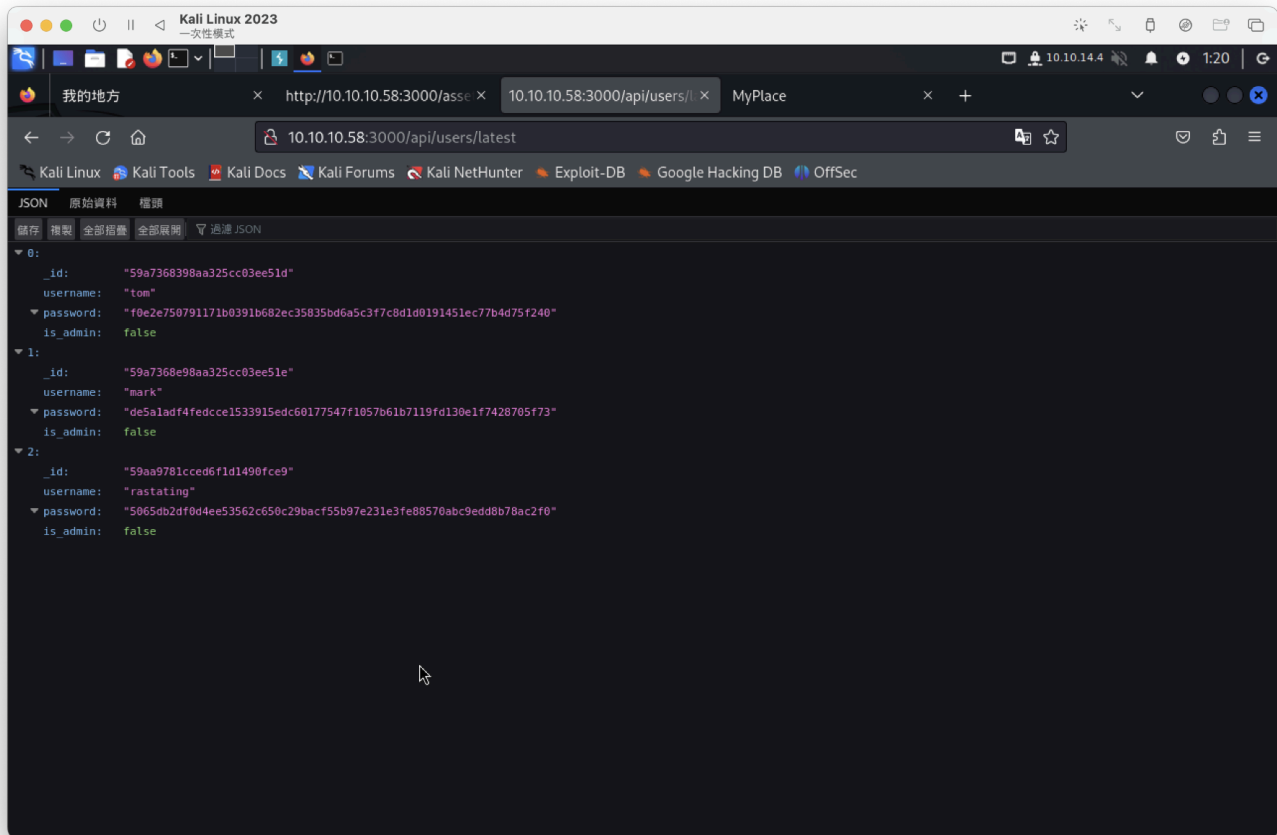 Kali Linux 2023
一次性模式
10.10.14.4 1:20
我的地方 http://10.10.10.58:3000/asse 10.10.10.58:3000/api/users/l MyPlace
10.10.10.58:3000/api/users/latest
Kali Linux Kali Tools Kali Docs Kali Forums Kali NetHunter Exploit-DB Google Hacking DB OffSec
JSON 原始資料 檔頭
儲存 複製 全部摺疊 全部展開 過濾 JSON
0:
_id: "59a7368398aa325cc03ee51d"
username: "tom"
password: "f0e2e750791171b0391b682ec35835bd6a5c3f7c8d1d0191451ec77b4d75f240"
is_admin: false
1:
_id: "59a7368e98aa325cc03ee51e"
username: "mark"
password: "de5a1adf4fedcce1533915edc60177547f1057b61b7119fd130e1f7428705f73"
is_admin: false
2:
_id: "59aa9781cced6f1d1490fce9"
username: "rastating"
password: "5065db2df0d4ee53562c650c29bacf55b97e231e3fe88570abc9edd8b78ac2f0"
is_admin: false